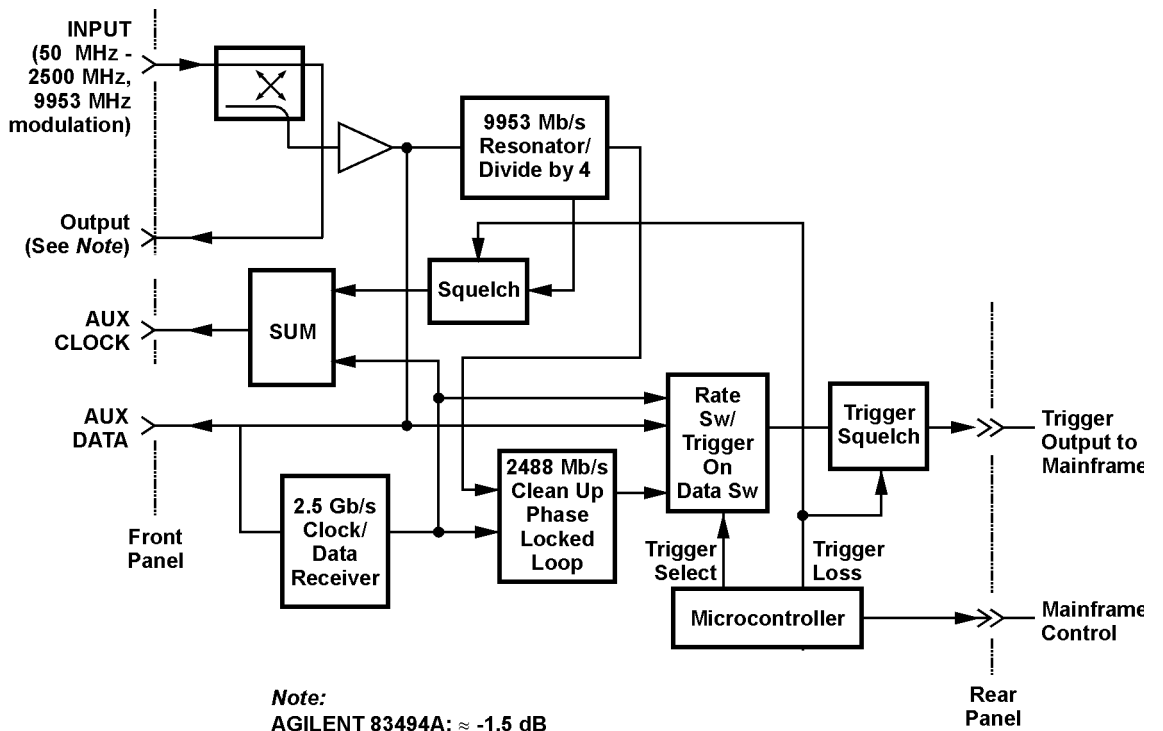 INPUT
(50 MHz -
2500 MHz,
9953 MHz
modulation)
9953 Mb/s
Resonator/
Divide by 4
Output
(See Note)
Squelch
AUX
CLOCK
SUM
Rate
Sw/
Trigger
On
Data Sw
Trigger
Squelch
Trigger
Output to
Mainframe
AUX
DATA
2488 Mb/s
Clean Up
Phase
Locked
Loop
2.5 Gb/s
Clock/
Data
Receiver
Front
Panel
Trigger
Select
Trigger
Loss
Microcontroller
Mainframe
Control
Rear
Panel
Note:
AGILENT 83494A: ≈ -1.5 dB